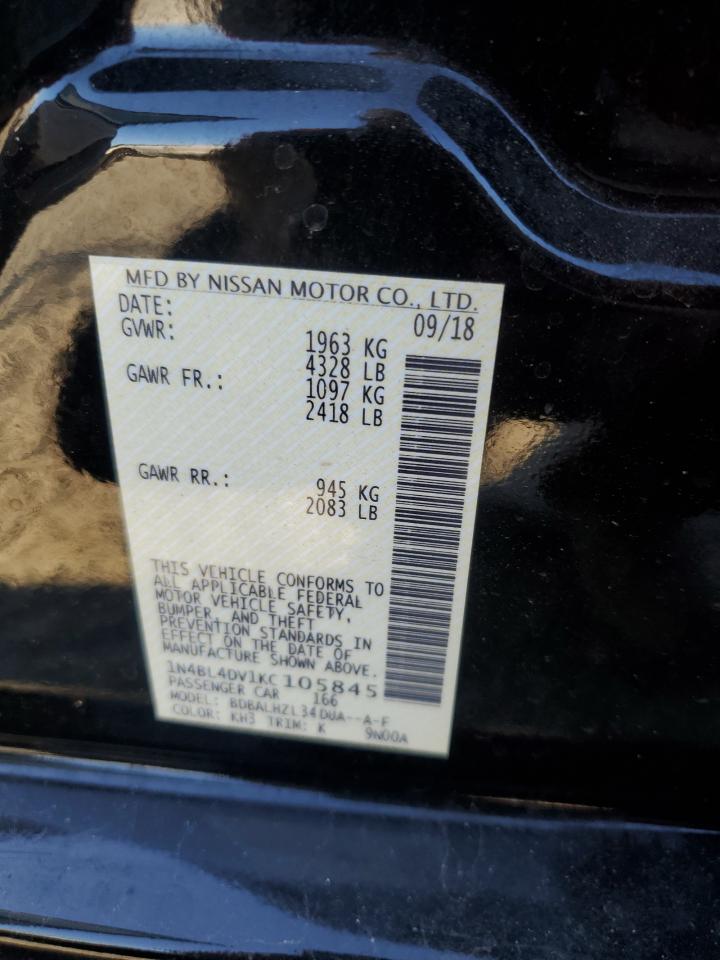 MFD BY NISSAN MOTOR CO., LTD.
DATE: 09/18
GVWR: 1963 KG
4328 LB
GAWR FR.: 1097 KG
2418 LB
GAWR RR.: 945 KG
2083 LB
THIS VEHICLE CONFORMS TO
ALL APPLICABLE FEDERAL
MOTOR VEHICLE SAFETY,
BUMPER, AND THEFT
PREVENTION STANDARDS IN
EFFECT ON THE DATE OF
MANUFACTURE SHOWN ABOVE.
1N4BL4DV1KC105845
PASSENGER CAR 166
MODEL: BDBALHZL34DUA--A-F
COLOR: KH3 TRIM: K 9N00A